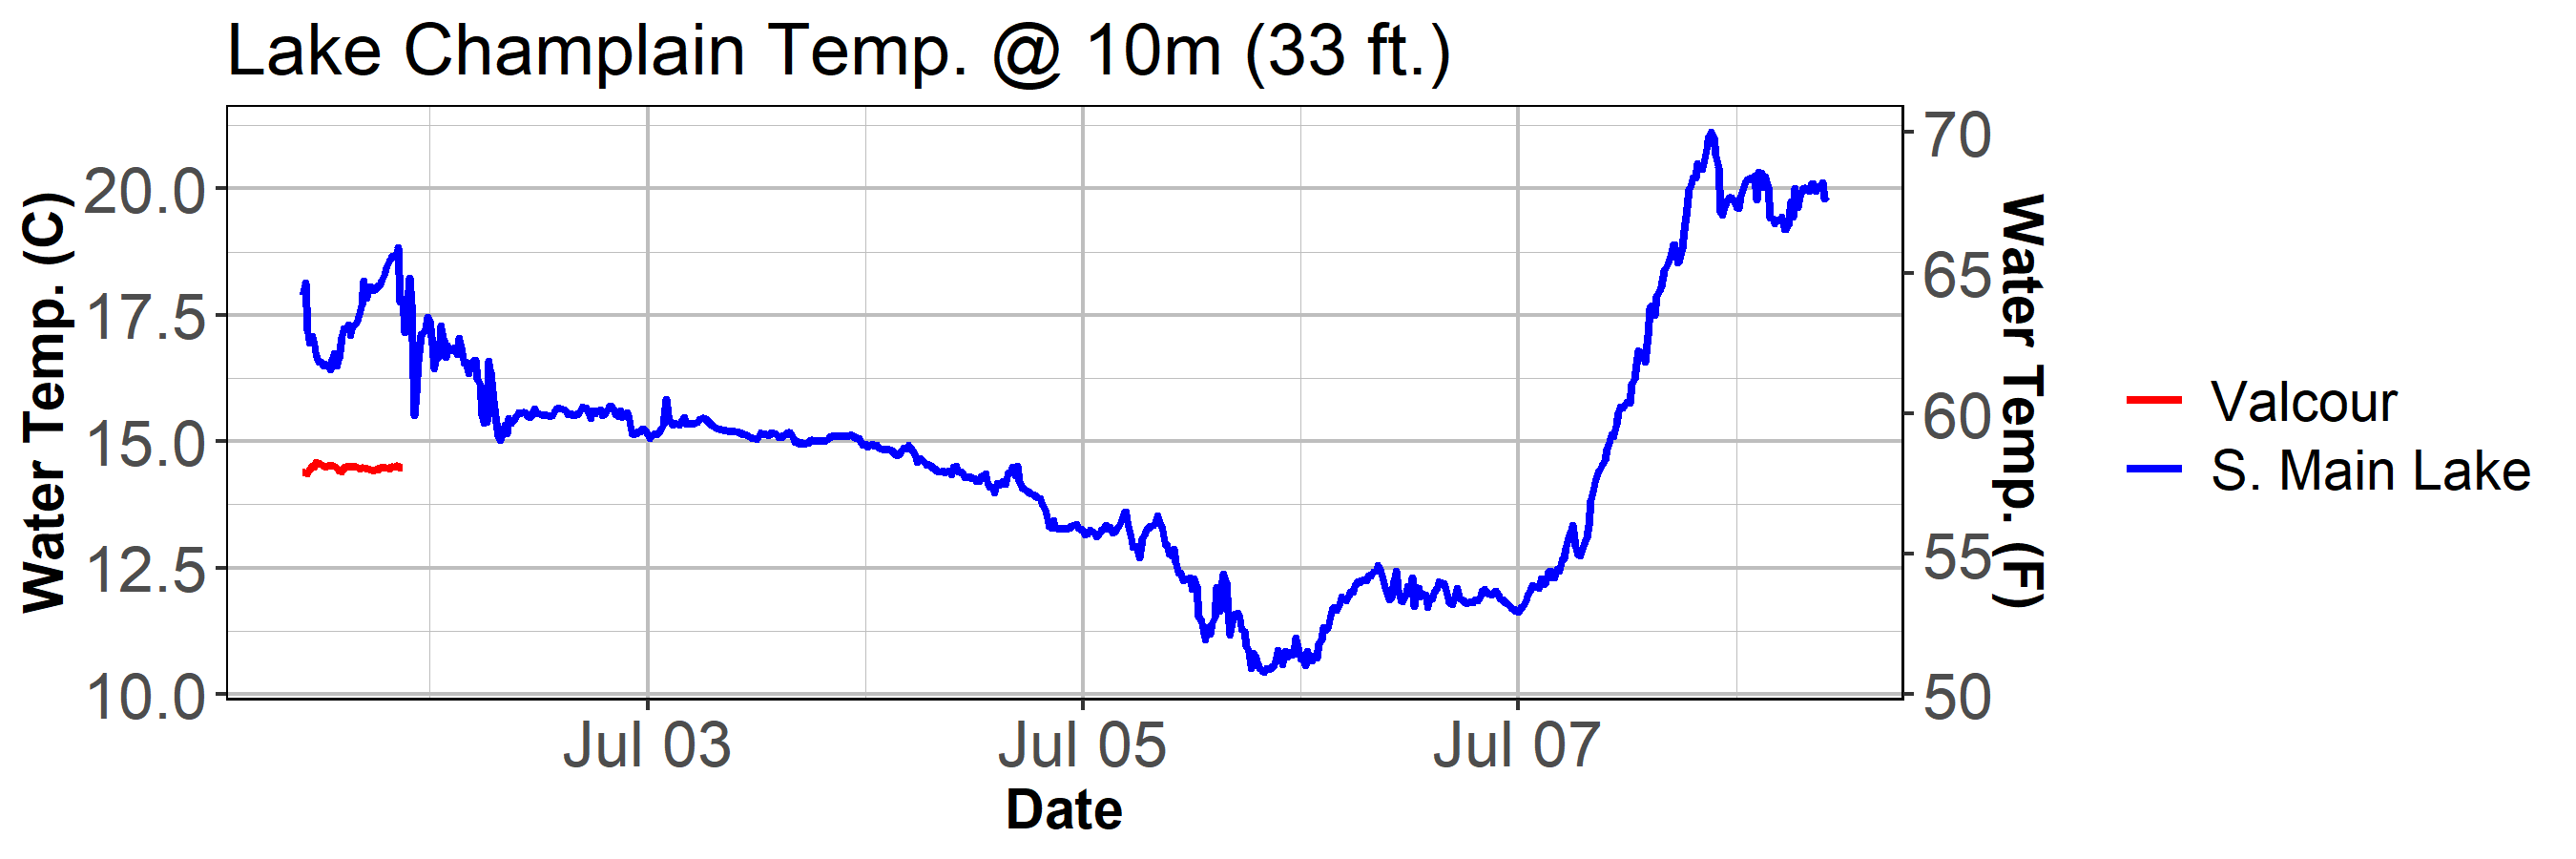 Lake Champlain Temp. @ 10m (33 ft.)
Water Temp. (C)
20.0
17.5
15.0
12.5
10.0
70
65
60
55
50
Water Temp. (F)
Jul 03
Jul 05
Jul 07
Date
Valcour
S. Main Lake